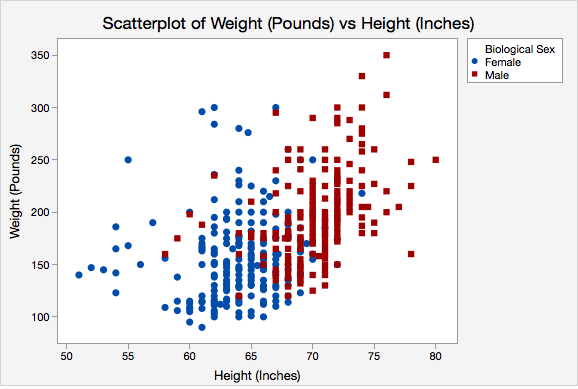 Scatterplot of Weight (Pounds) vs Height (Inches)
Biological Sex
Female
Male
Weight (Pounds)
350
300
250
200
150
100
50 55 60 65 70 75 80
Height (Inches)